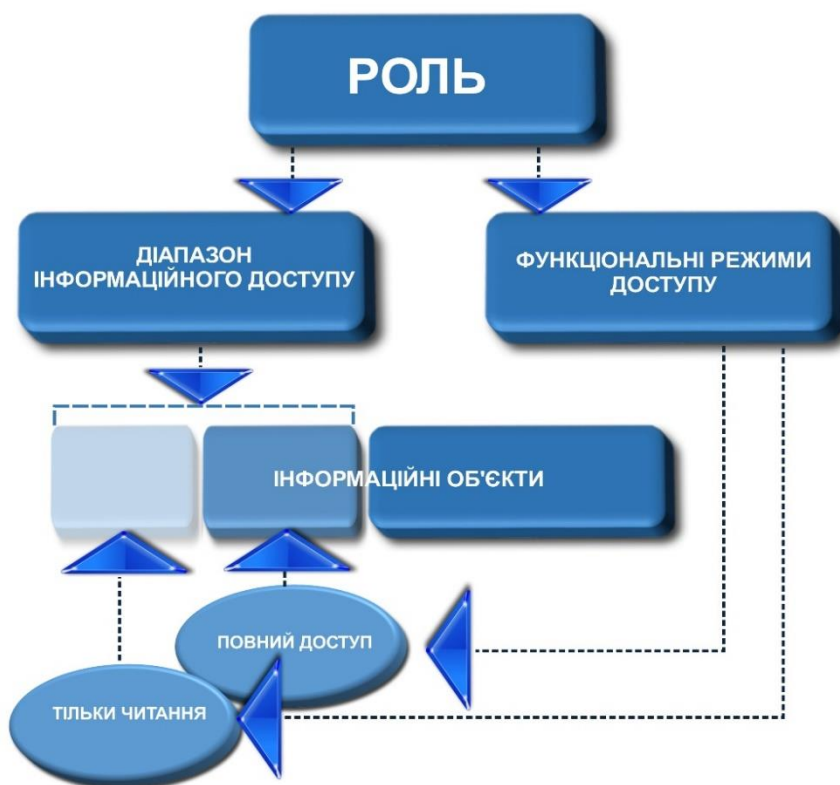 РОЛЬ
ДІАПАЗОН
ІНФОРМАЦІЙНОГО ДОСТУПУ
ФУНКЦІОНАЛЬНІ РЕЖИМИ
ДОСТУПУ
ІНФОРМАЦІЙНІ ОБ'ЄКТИ
ПОВНИЙ ДОСТУП
ТІЛЬКИ ЧИТАННЯ